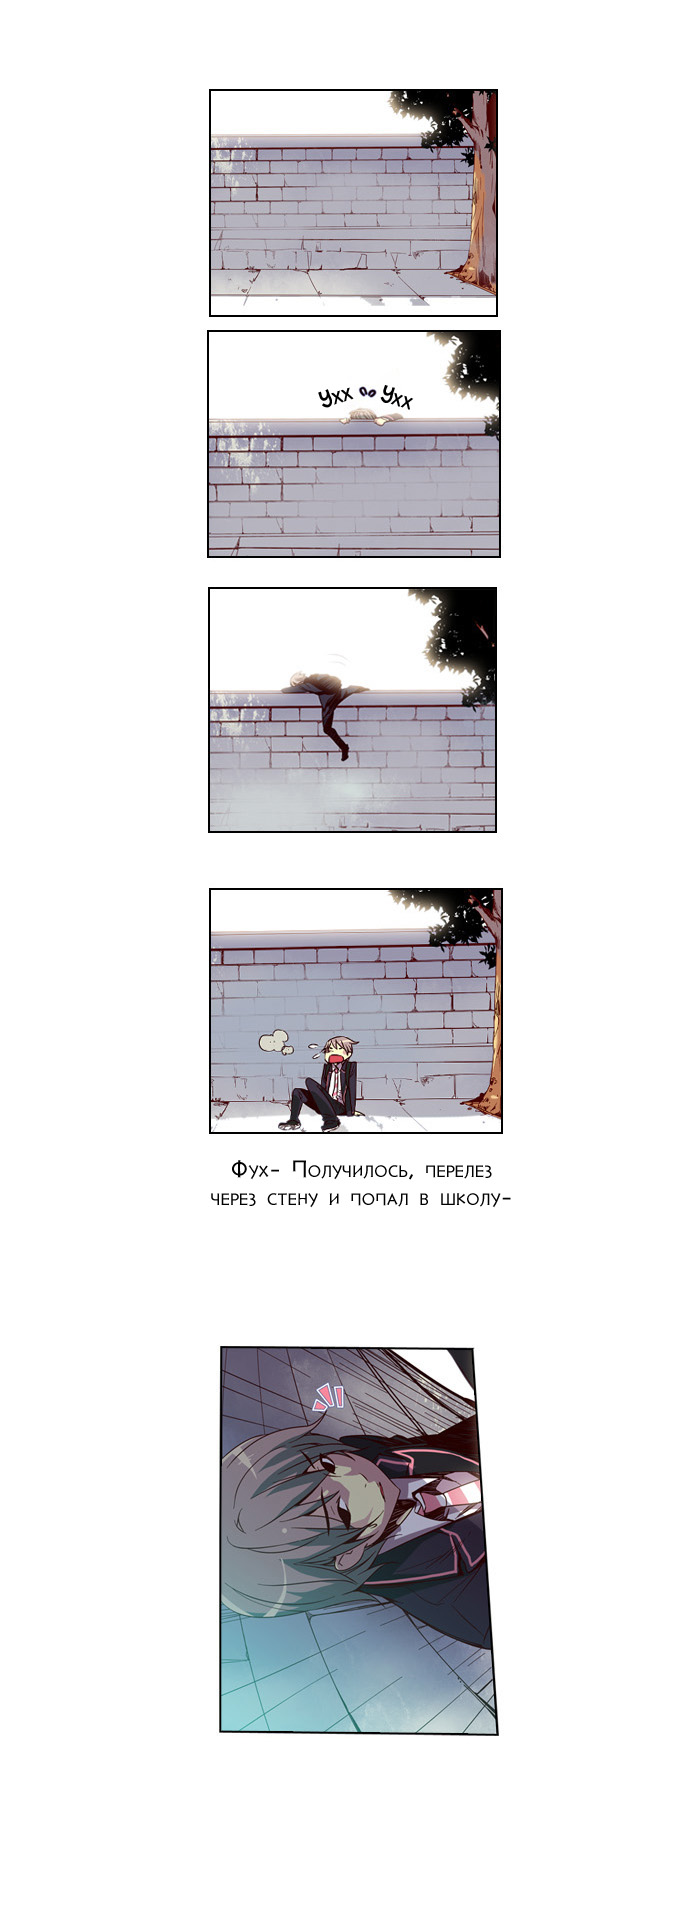 Ухх Ухх
Фух- Получилось, перелез
через стену и попал в школу-